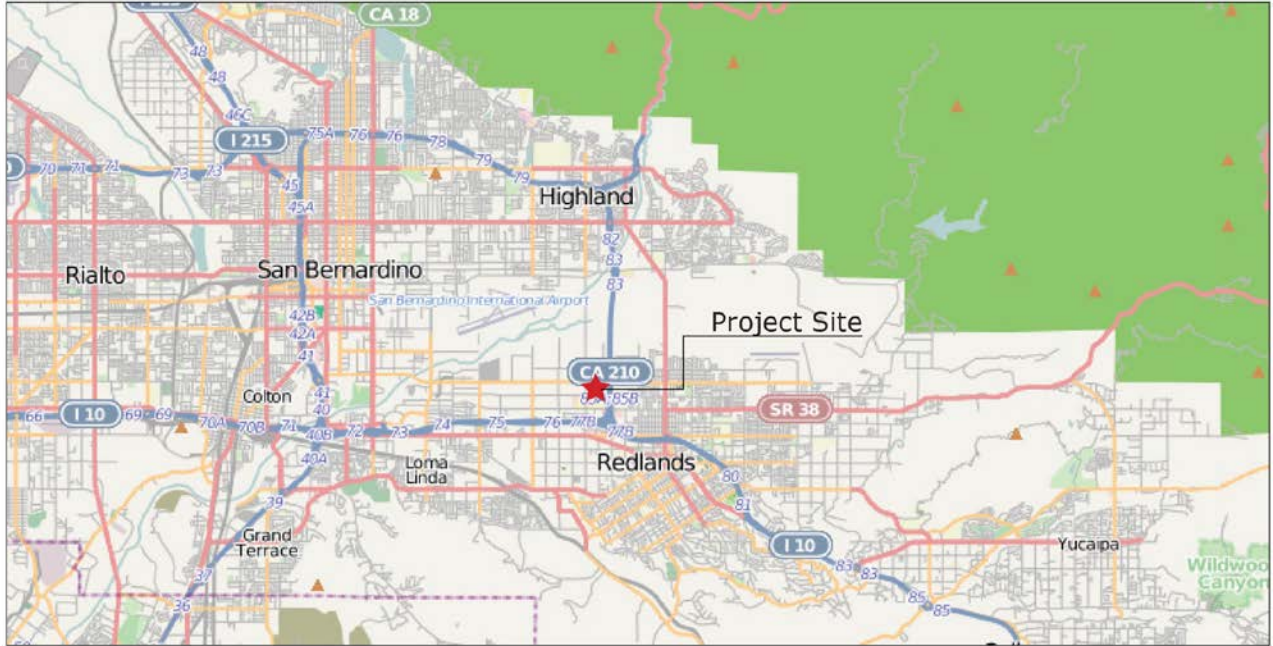 I 215
CA 18
48
48
46C
I 215
75A
76
76
78
79
79
70
71
71
73
73
45
45A
Highland
82
83
83
Rialto
San Bernardino
San Bernardino International Airport
42B
42A
41
Project Site
CA 210
85B
Colton
41
40
SR 38
66
I 10
69
69
70A
70B
71
40B
72
73
74
75
76
77B
77B
40A
Loma
Linda
Redlands
80
81
39
Grand
Terrace
I 10
Yucaipa
83
83
Wildwoo
Canyon
37
36
85
85